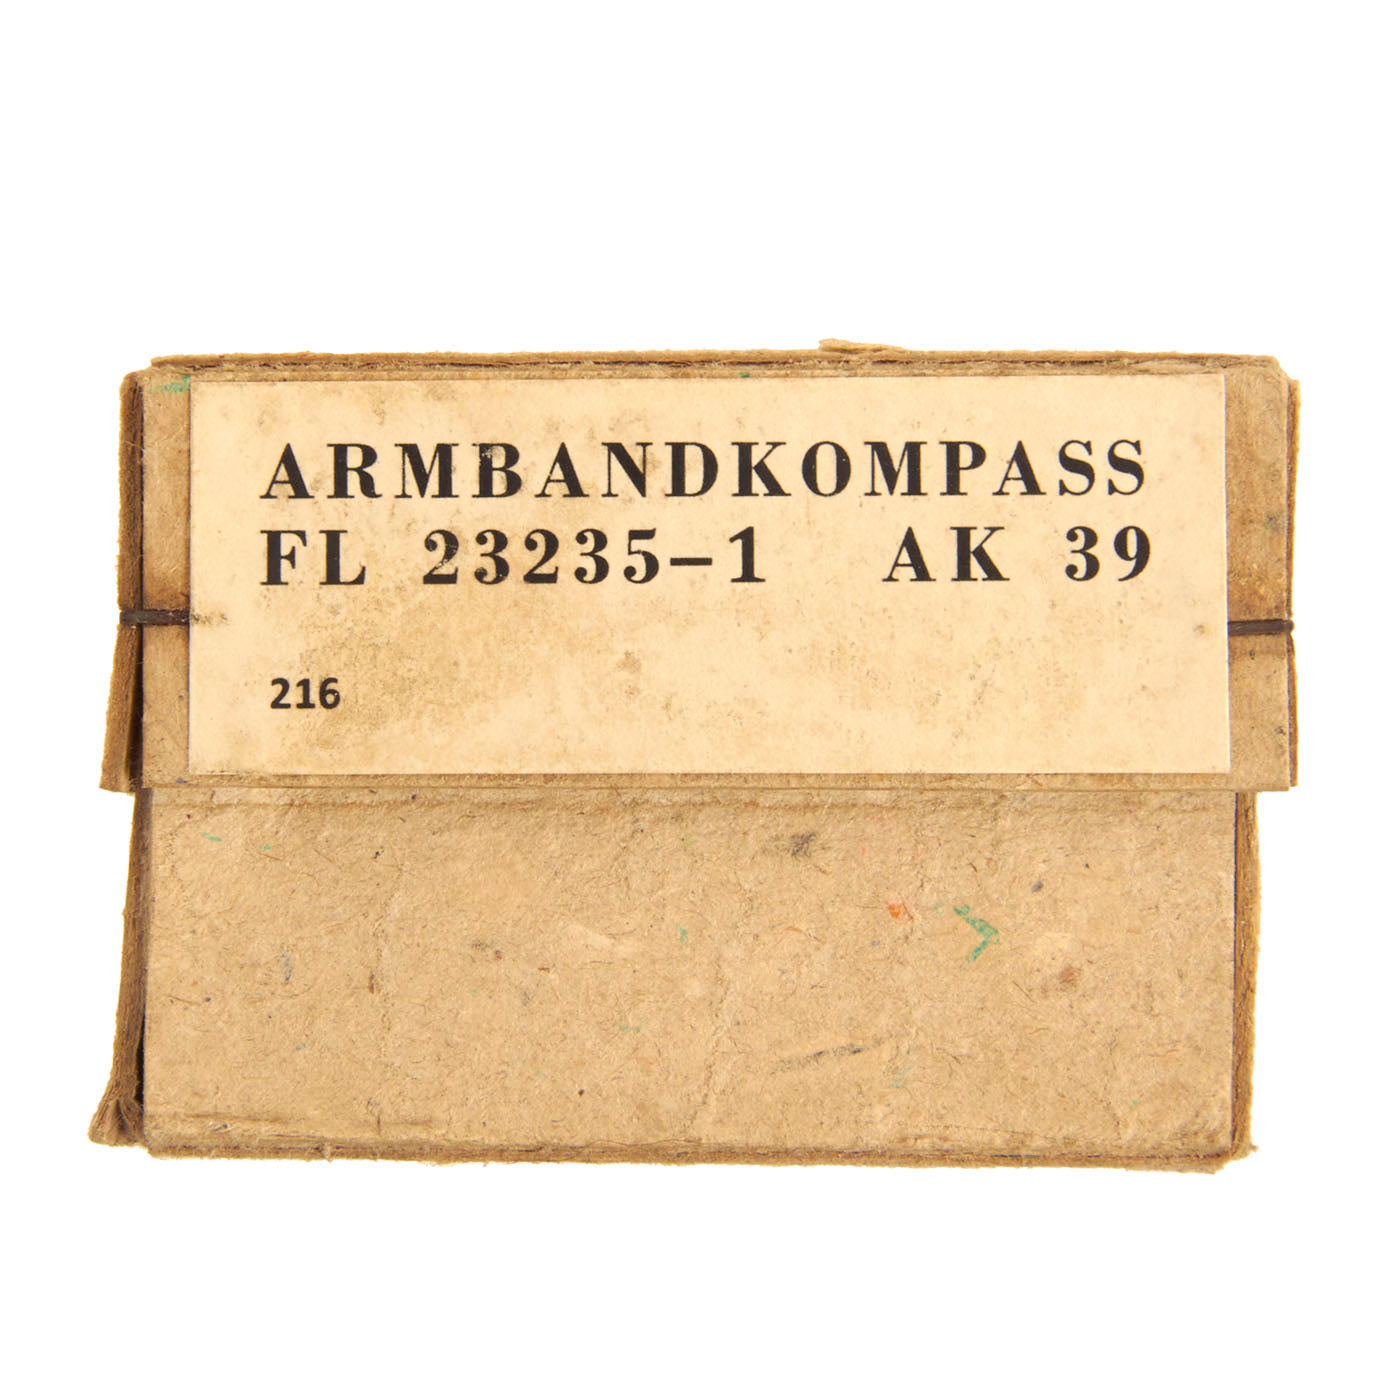 ARMBANDKOMPASS
FL 23235-1 AK 39
216